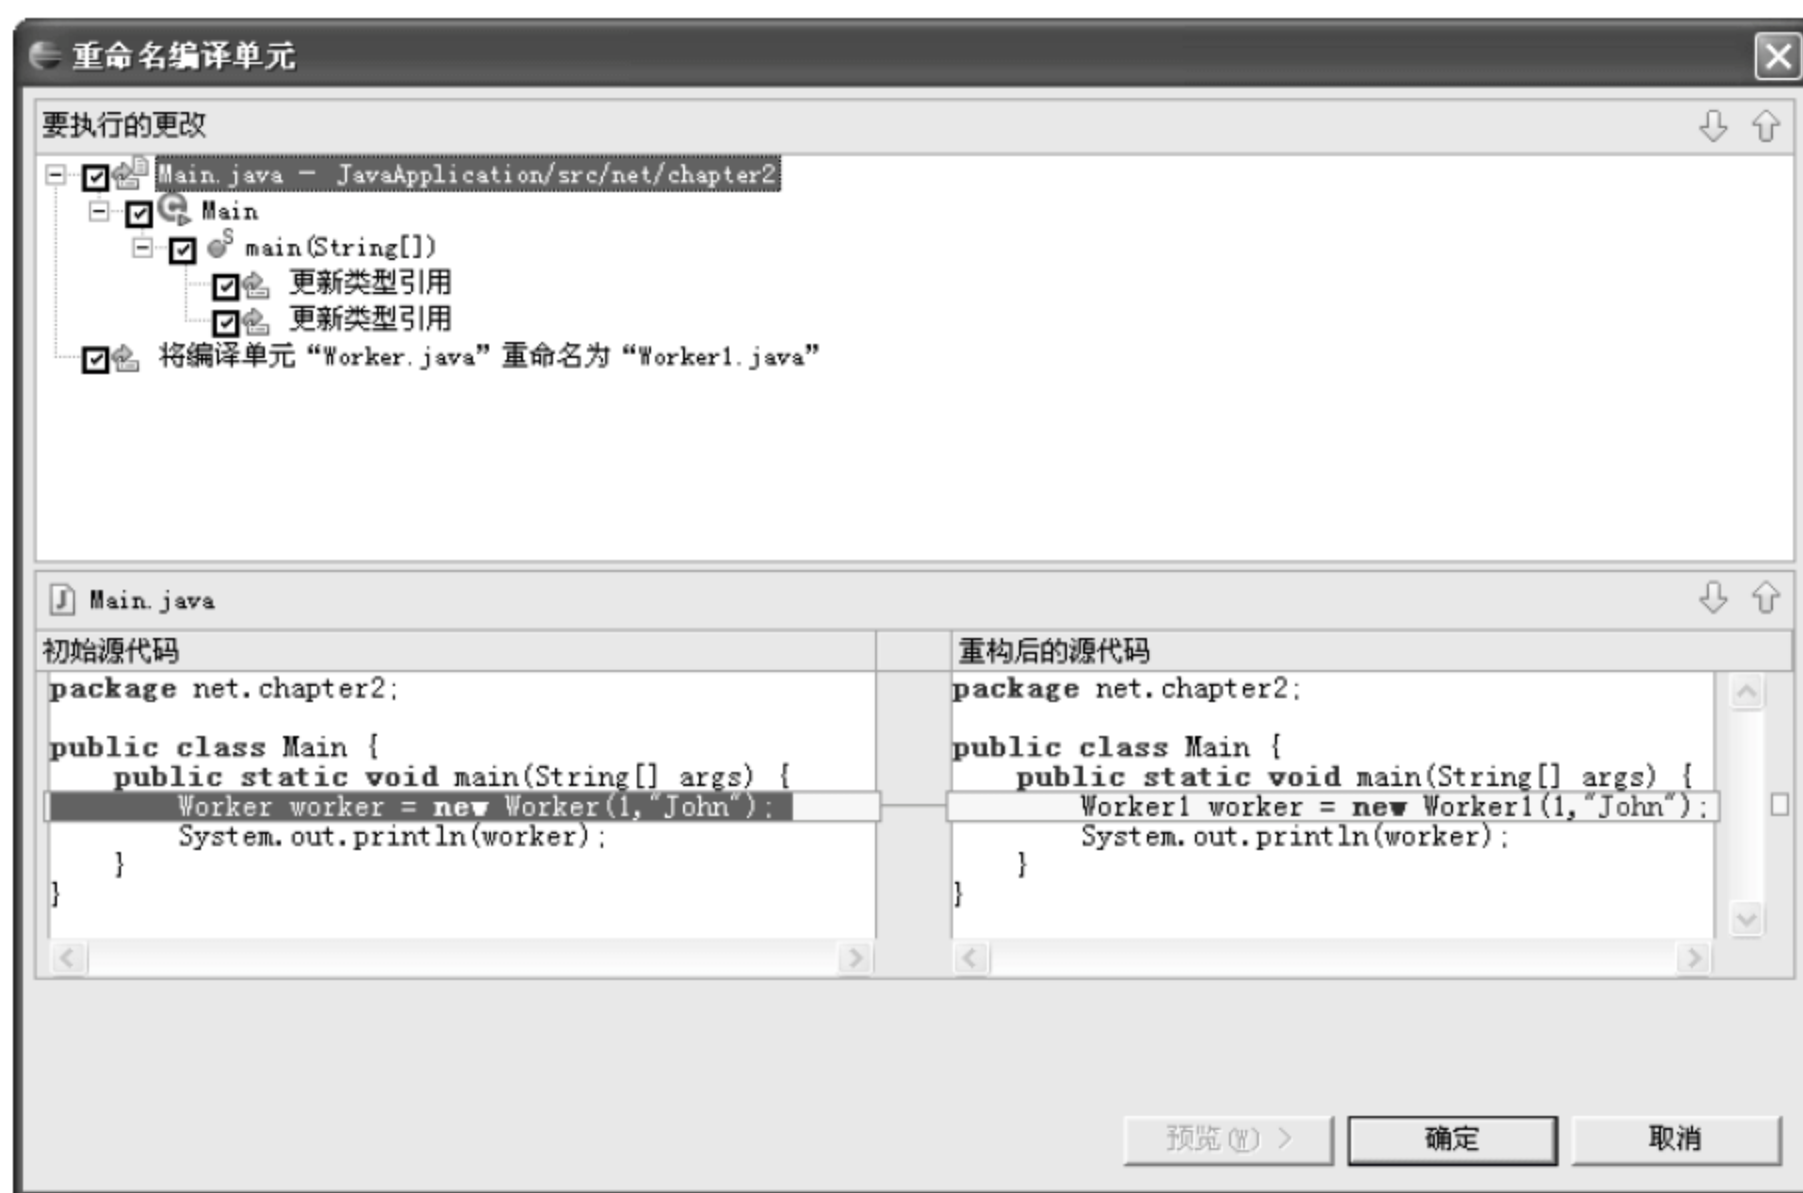 重命名编译单元
要执行的更改
Main.java - JavaApplication/src/net/chapter2
Main
main(String[])
更新类型引用
更新类型引用
将编译单元“Worker.java”重命名为“Worker1.java”
Main.java
初始源代码
package net.chapter2;
public class Main {
public static void main(String[] args) {
Worker worker = new Worker(1,"John");
System.out.println(worker);
}
}
重构后的源代码
package net.chapter2;
public class Main {
public static void main(String[] args) {
Worker1 worker = new Worker1(1,"John");
System.out.println(worker);
}
}
预览(W) >
确定
取消